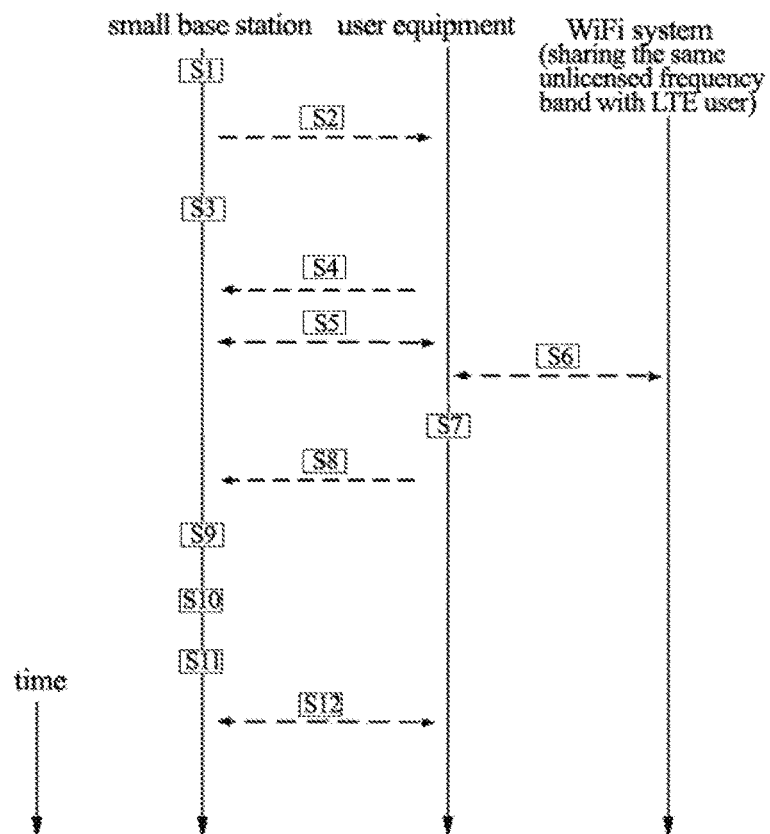 small base station
user equipment
WiFi system
(sharing the same
unlicensed frequency
band with LTE user)
S1
S2
S3
S4
S5
S6
S7
S8
S9
S10
S11
time
S12